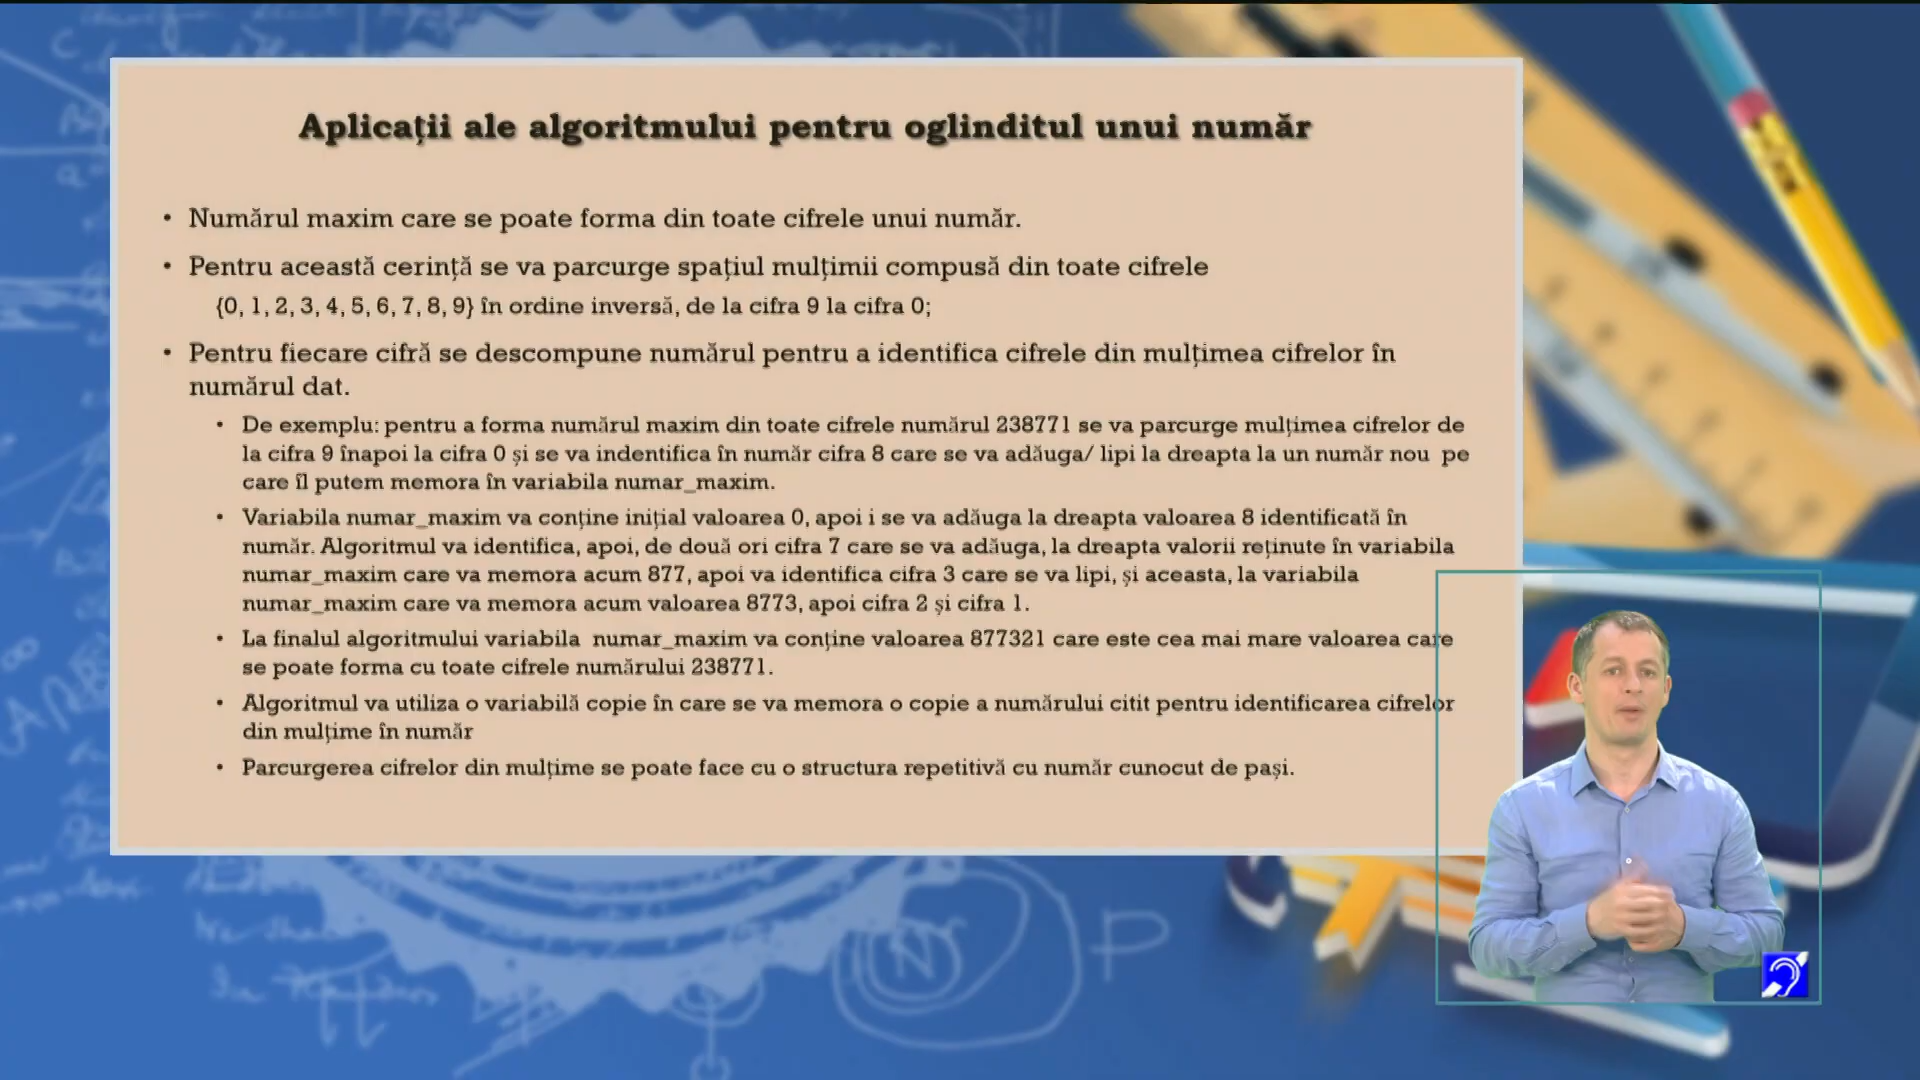 Aplicații ale algoritmului pentru oglinditul unui număr
• Numărul maxim care se poate forma din toate cifrele unui număr.
• Pentru această cerință se va parcurge spațiul mulțimii compusă din toate cifrele
{0, 1, 2, 3, 4, 5, 6, 7, 8, 9} în ordine inversă, de la cifra 9 la cifra 0;
• Pentru fiecare cifră se descompune numărul pentru a identifica cifrele din mulțimea cifrelor în
numărul dat.
• De exemplu: pentru a forma numărul maxim din toate cifrele numărul 238771 se va parcurge mulțimea cifrelor de
la cifra 9 înapoi la cifra 0 și se va indentifica în număr cifra 8 care se va adăuga/ lipi la dreapta la un număr nou pe
care îl putem memora în variabila numar_maxim.
• Variabila numar_maxim va conține inițial valoarea 0, apoi i se va adăuga la dreapta valoarea 8 identificată în
număr. Algoritmul va identifica, apoi, de două ori cifra 7 care se va adăuga, la dreapta valorii reținute în variabila
numar_maxim care va memora acum 877, apoi va identifica cifra 3 care se va lipi, și aceasta, la variabila
numar_maxim care va memora acum valoarea 8773, apoi cifra 2 și cifra 1.
• La finalul algoritmului variabila numar_maxim va conține valoarea 877321 care este cea mai mare valoarea care
se poate forma cu toate cifrele numărului 238771.
• Algoritmul va utiliza o variabilă copie în care se va memora o copie a numărului citit pentru identificarea cifrelor
din mulțime în număr
• Parcurgerea cifrelor din mulțime se poate face cu o structura repetitivă cu număr cunocut de pași.
N
P